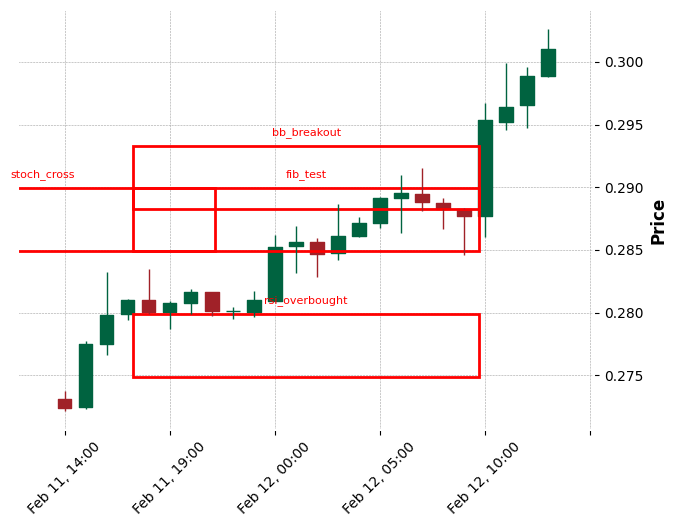 0.300
0.295
bb_breakout
stoch_cross
fib_test
0.290
0.285
rsi_overbought
0.280
0.275
Price
Feb 11, 14:00
Feb 11, 19:00
Feb 12, 00:00
Feb 12, 05:00
Feb 12, 10:00